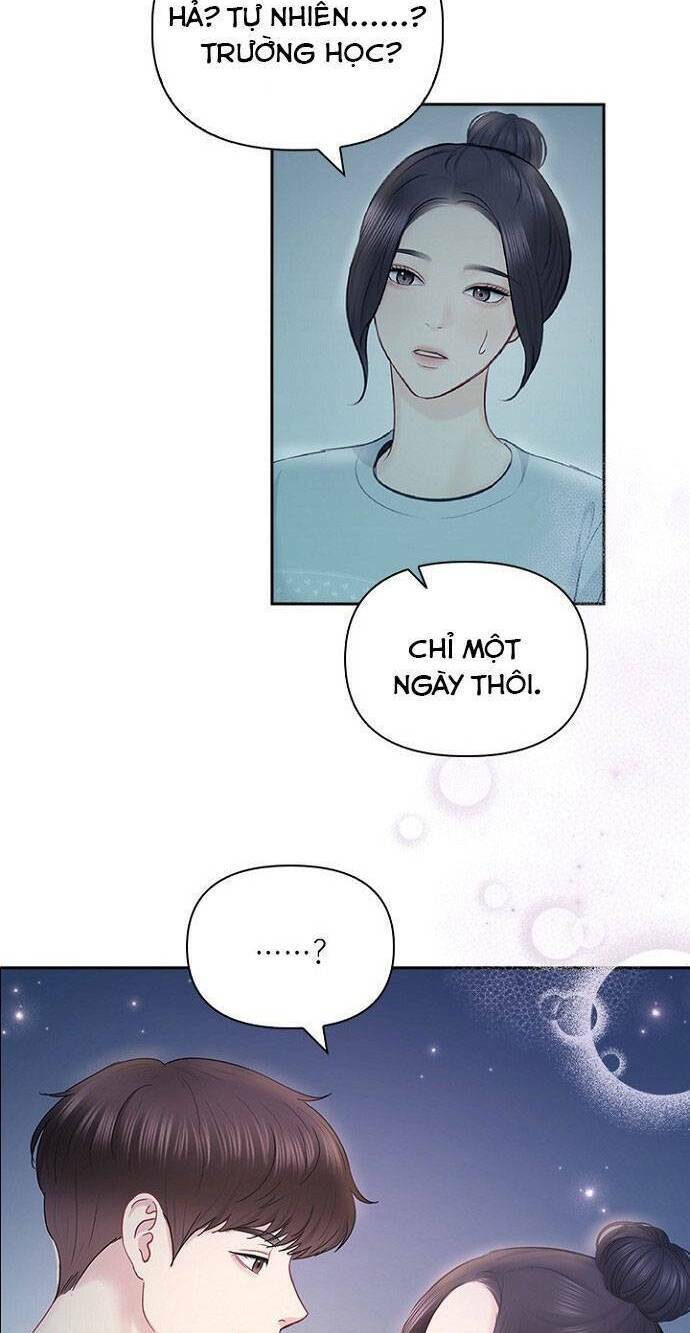 HẢ? TỰ NHIÊN......?
TRƯỜNG HỌC?
CHỈ MỘT
NGÀY THÔI.
......?